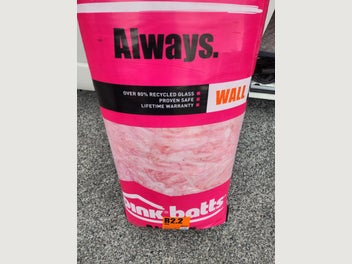 Always.
OVER 80% RECYCLED GLASS
PROVEN SAFE
LIFETIME WARRANTY
WALL
pink batts
R2.2